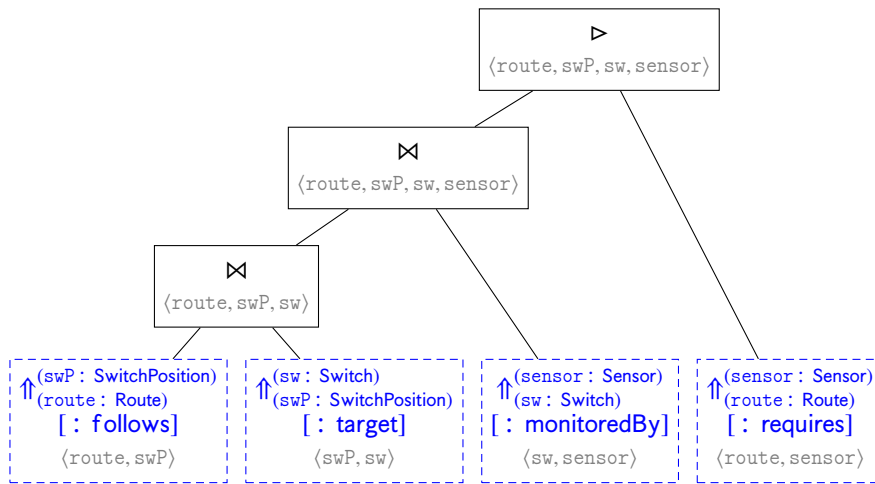 ▷
⟨route, swP, sw, sensor⟩
⋈
⟨route, swP, sw, sensor⟩
⋈
⟨route, swP, sw⟩
⇑(swP : SwitchPosition)
(route : Route)
[ : follows]
⟨route, swP⟩
⇑(sw : Switch)
(swP : SwitchPosition)
[ : target]
⟨swP, sw⟩
⇑(sensor : Sensor)
(sw : Switch)
[ : monitoredBy]
⟨sw, sensor⟩
⇑(sensor : Sensor)
(route : Route)
[ : requires]
⟨route, sensor⟩